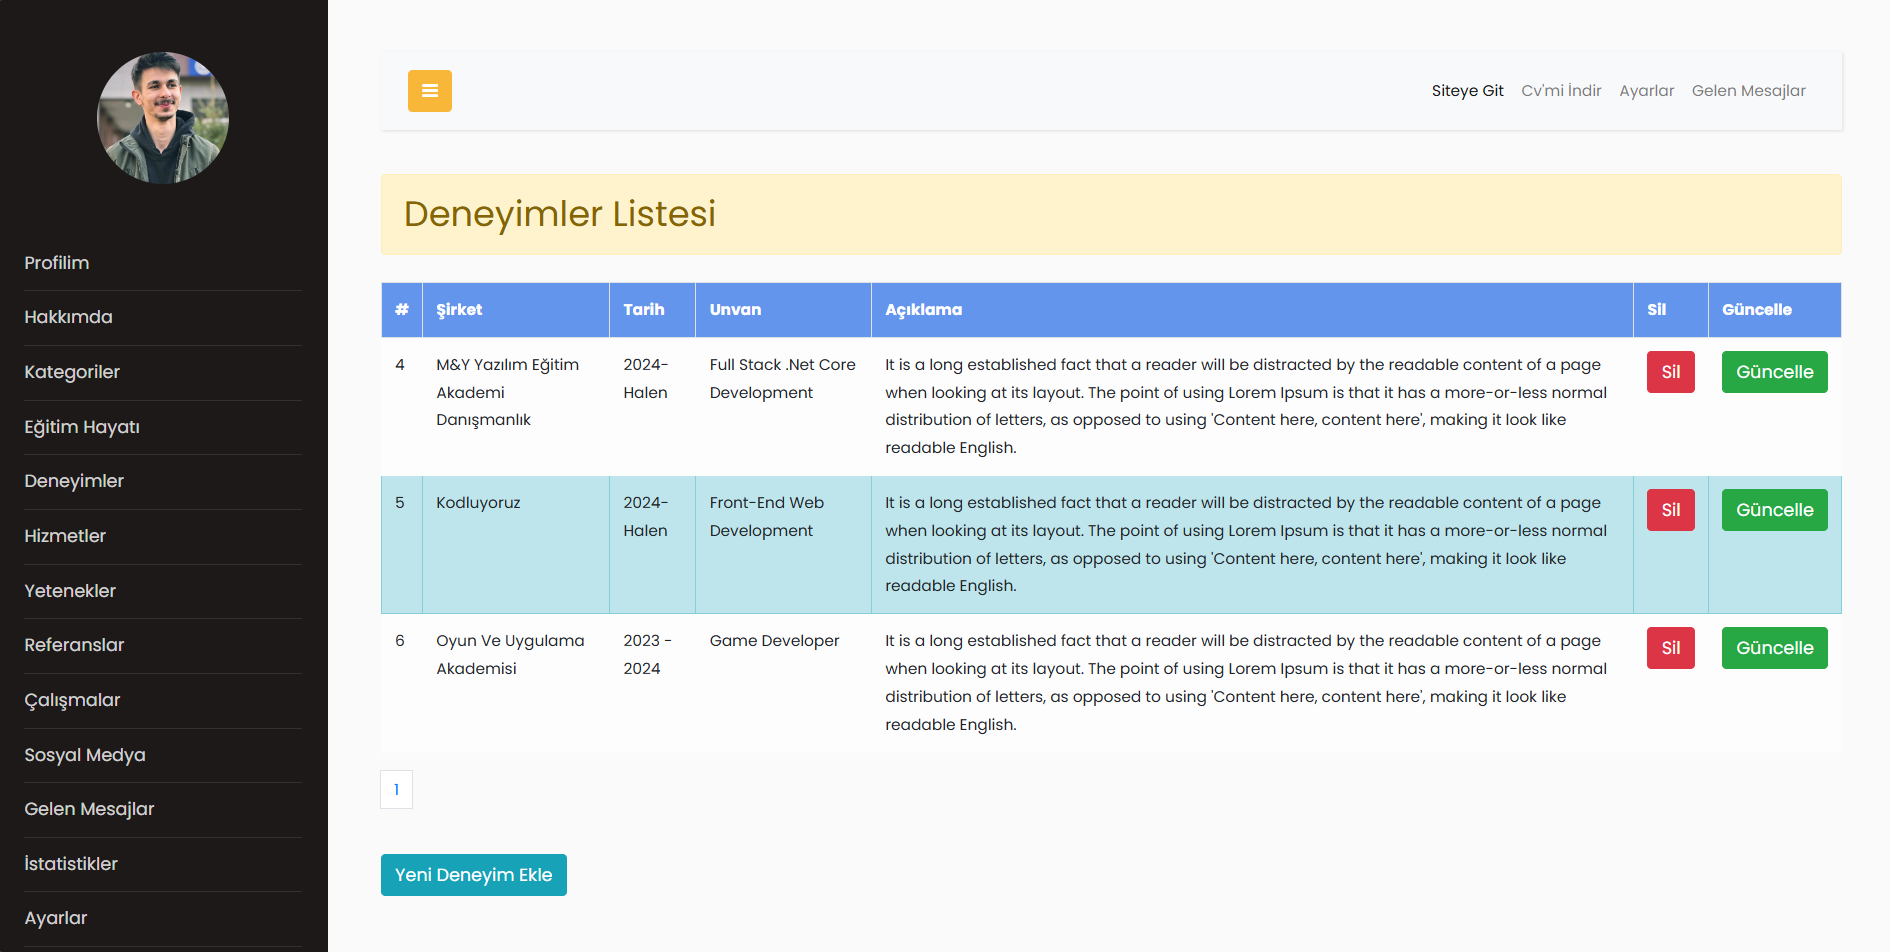 Profilim
Hakkımda
Kategoriler
Eğitim Hayatı
Deneyimler
Hizmetler
Yetenekler
Referanslar
Çalışmalar
Sosyal Medya
Gelen Mesajlar
İstatistikler
Ayarlar
Siteye Git Cv'mi İndir Ayarlar Gelen Mesajlar
Deneyimler Listesi
# Şirket Tarih Unvan Açıklama Sil Güncelle
4 M&Y Yazılım Eğitim 2024- Full Stack .Net Core It is a long established fact that a reader will be distracted by the readable content of a page Sil Güncelle
Akademi Halen Development when looking at its layout. The point of using Lorem Ipsum is that it has a more-or-less normal
Danışmanlık distribution of letters, as opposed to using 'Content here, content here', making it look like
readable English.
5 Kodluyoruz 2024- Front-End Web It is a long established fact that a reader will be distracted by the readable content of a page Sil Güncelle
Halen Development when looking at its layout. The point of using Lorem Ipsum is that it has a more-or-less normal
distribution of letters, as opposed to using 'Content here, content here', making it look like
readable English.
6 Oyun Ve Uygulama 2023 - Game Developer It is a long established fact that a reader will be distracted by the readable content of a page Sil Güncelle
Akademisi 2024 when looking at its layout. The point of using Lorem Ipsum is that it has a more-or-less normal
distribution of letters, as opposed to using 'Content here, content here', making it look like
readable English.
1
Yeni Deneyim Ekle